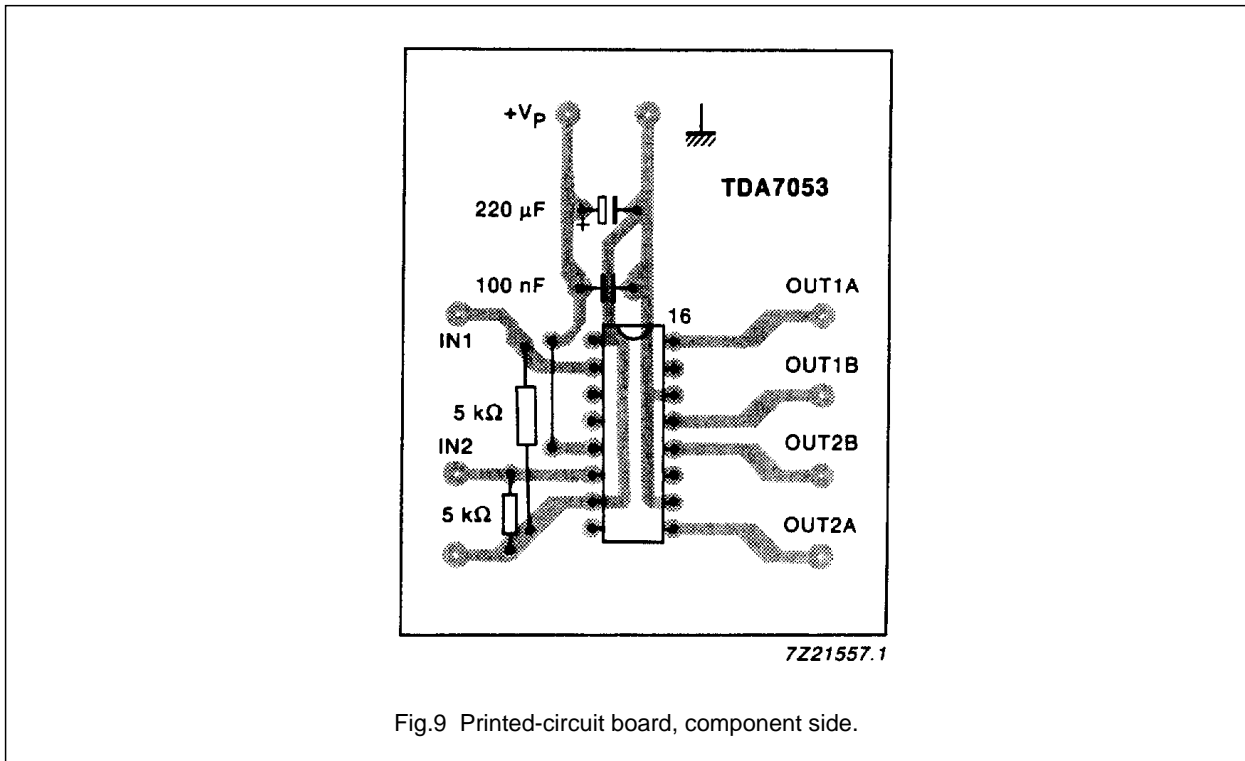 +VP
TDA7053
220 µF
+
100 nF
OUT1A
16
IN1
OUT1B
5 kΩ
IN2
OUT2B
5 kΩ
OUT2A
7Z21557.1
Fig.9 Printed-circuit board, component side.